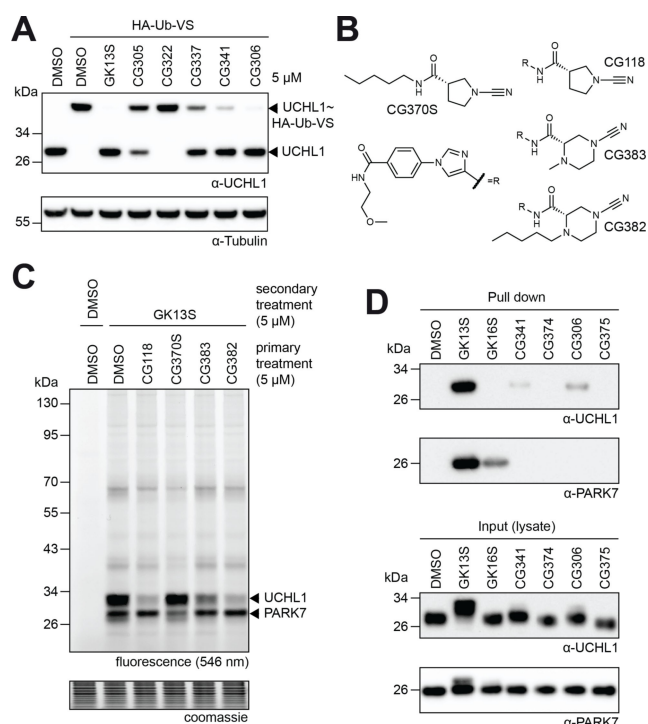 A
HA-Ub-VS
DMSO DMSO GK13S CG305 CG322 CG337 CG341 CG306
5 µM
kDa
UCHL1~
HA-Ub-VS
34
UCHL1
26
α-UCHL1
55
α-Tubulin
B
O
N
H
N
N
CG370S
O
HN
O
N
N
=R
R
N
H
O
N
N
CG118
R
N
H
O
N
N
N
CG383
R
N
H
O
N
N
N
CG382
C
DMSO
GK13S
secondary
treatment
(5 µM)
DMSO DMSO CG118 CG370S CG383 CG382
primary
treatment
(5 µM)
kDa
130
95
70
55
43
34
UCHL1
PARK7
26
fluorescence (546 nm)
coomassie
D
Pull down
DMSO GK13S GK16S CG341 CG374 CG306 CG375
kDa
34
26
α-UCHL1
26
α-PARK7
Input (lysate)
DMSO GK13S GK16S CG341 CG374 CG306 CG375
kDa
34
26
α-UCHL1
26
α-PARK7